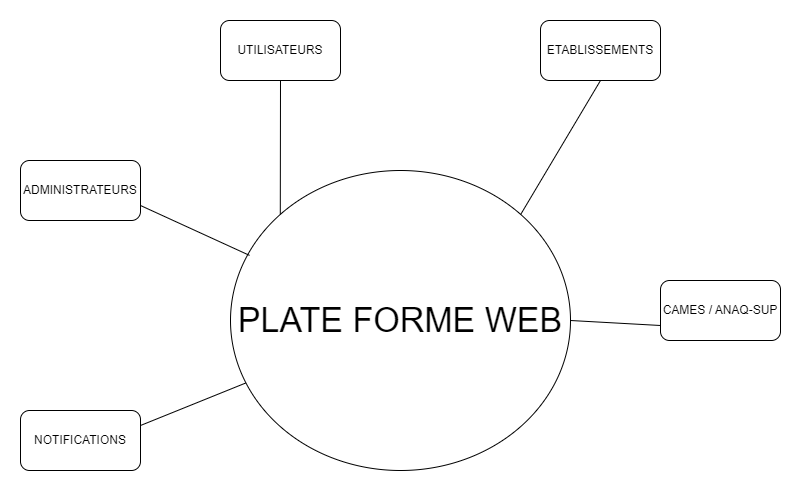 UTILISATEURS
ETABLISSEMENTS
ADMINISTRATEURS
CAMES / ANAQ-SUP
PLATE FORME WEB
NOTIFICATIONS